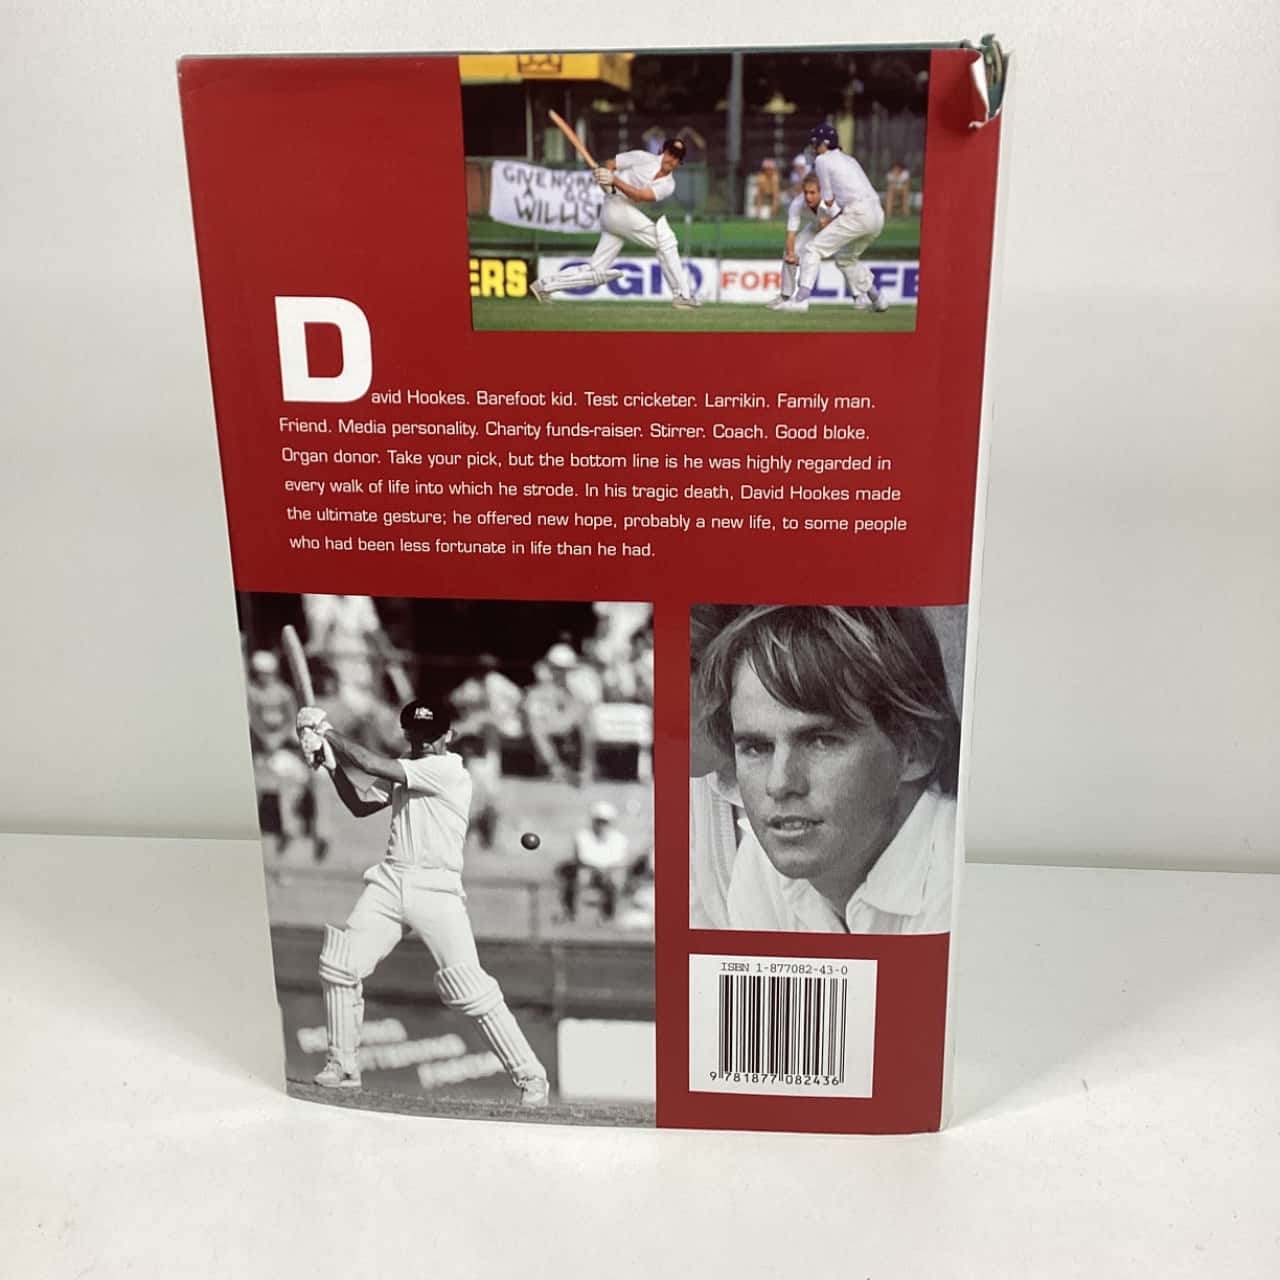 GIVE
A GO
WILLIS
ERS
FOR LIFE
David Hookes. Barefoot kid. Test cricketer. Larrikin. Family man.
Friend. Media personality. Charity funds-raiser. Stirrer. Coach. Good bloke.
Organ donor. Take your pick, but the bottom line is he was highly regarded in
every walk of life into which he strode. In his tragic death, David Hookes made
the ultimate gesture; he offered new hope, probably a new life, to some people
who had been less fortunate in life than he had.
ISBN 1-877082-43-0
9 781877 082436